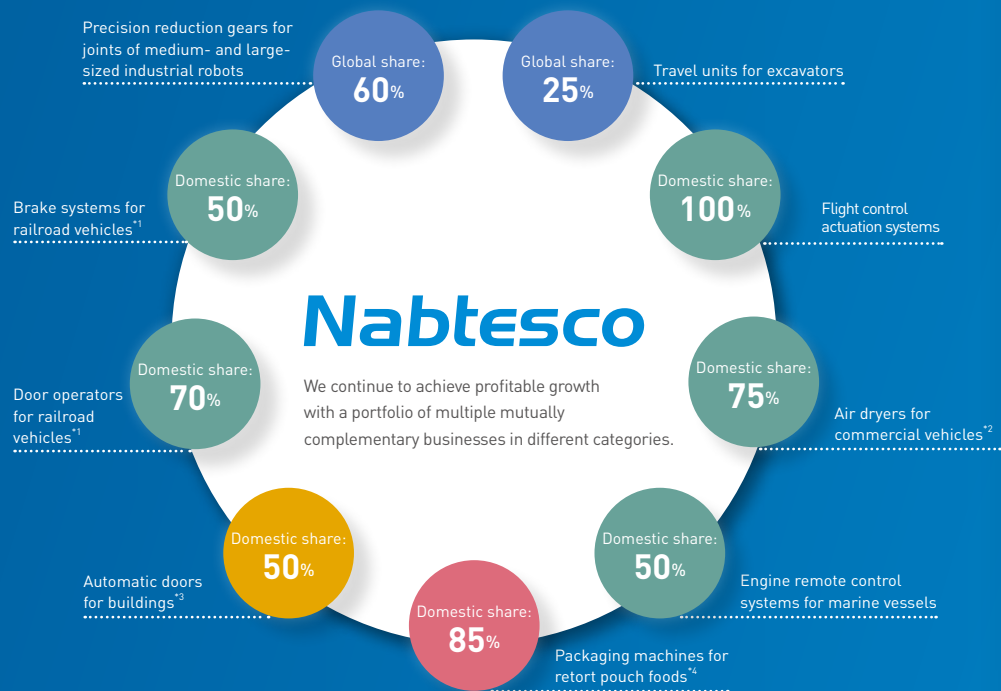 Precision reduction gears for
joints of medium- and large-
sized industrial robots
Global share:
60%
Global share:
25%
Travel units for excavators
Brake systems for
railroad vehicles*1
Domestic share:
50%
Domestic share:
100%
Flight control
actuation systems
Nabtesco
We continue to achieve profitable growth
with a portfolio of multiple mutually
complementary businesses in different categories.
Door operators
for railroad
vehicles*1
Domestic share:
70%
Domestic share:
75%
Air dryers for
commercial vehicles*2
Automatic doors
for buildings*3
Domestic share:
50%
Domestic share:
85%
Packaging machines for
retort pouch foods*4
Domestic share:
50%
Engine remote control
systems for marine vessels